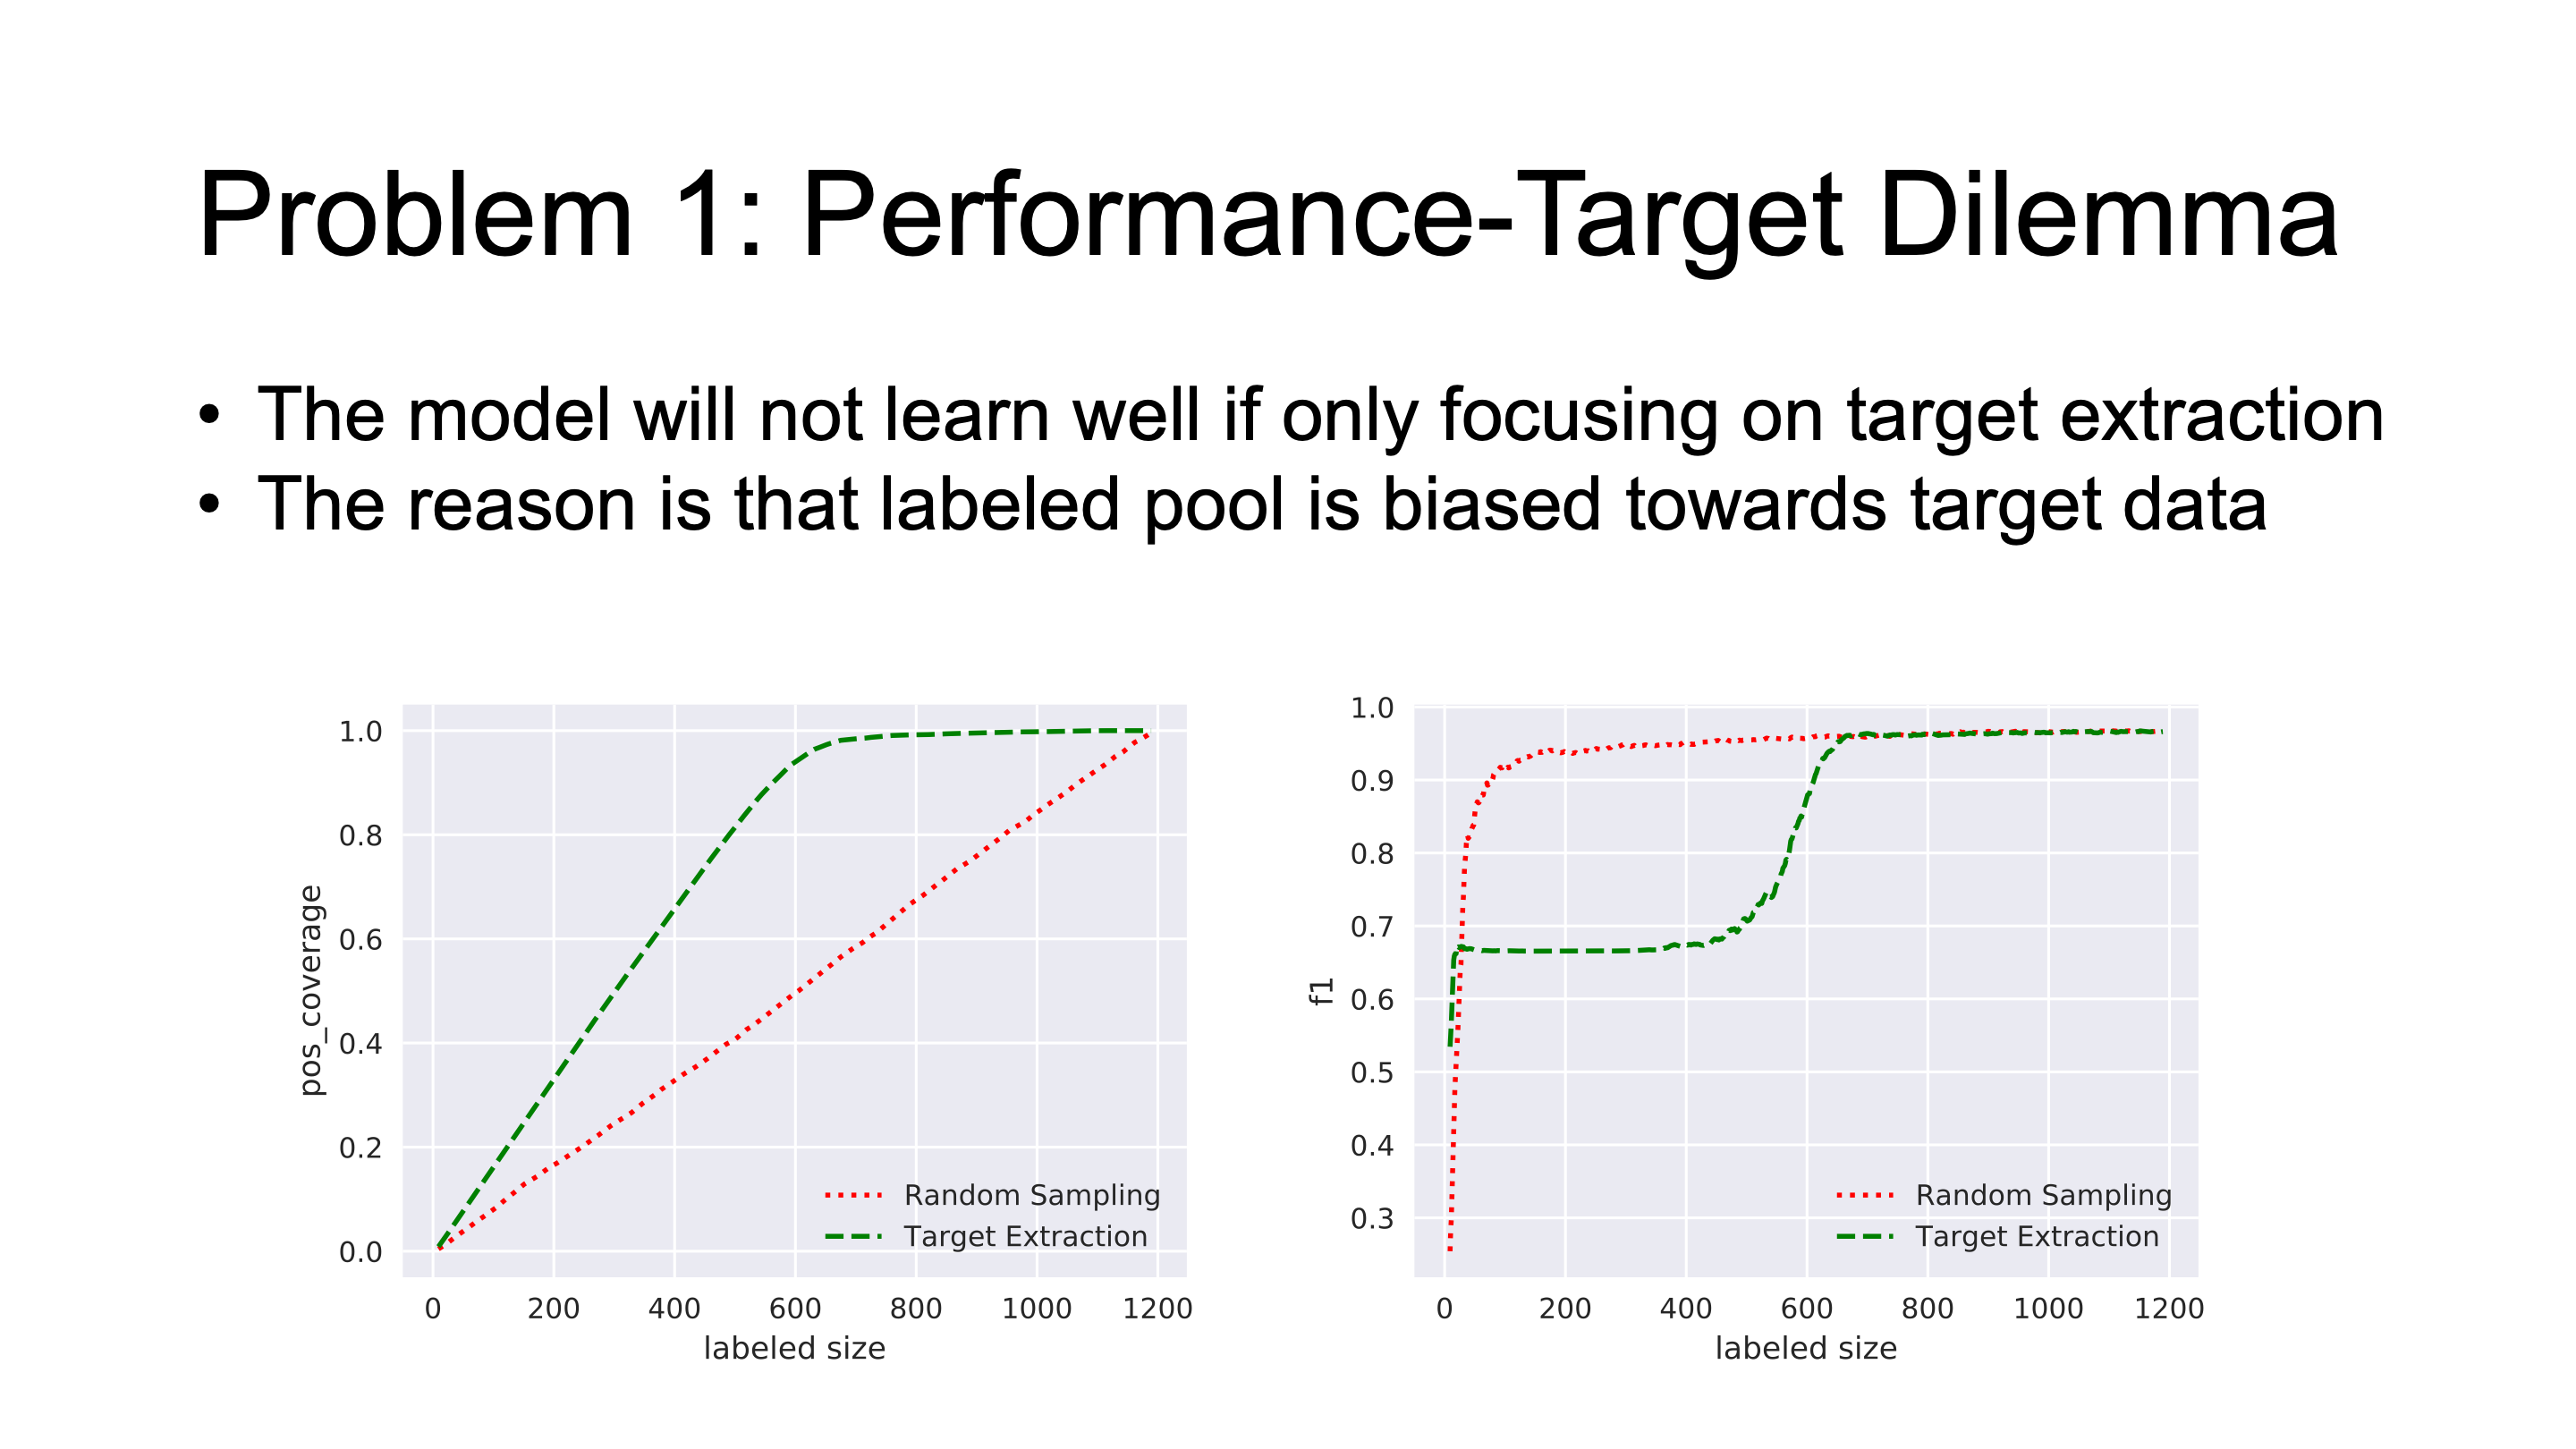 Problem 1: Performance-Target Dilemma
• The model will not learn well if only focusing on target extraction
• The reason is that labeled pool is biased towards target data
1.0
0.8
0.6
0.4
0.2
0.0
pos_coverage
Random Sampling
Target Extraction
0 200 400 600 800 1000 1200
labeled size
1.0
0.9
0.8
0.7
0.6
0.5
0.4
0.3
f1
Random Sampling
Target Extraction
0 200 400 600 800 1000 1200
labeled size